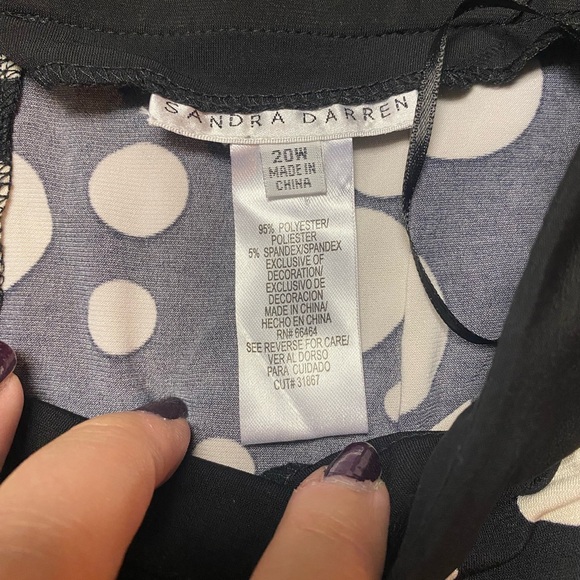 SANDRA DARREN
20W
MADE IN
CHINA
95% POLYESTER/
POLIESTER
5% SPANDEX/SPANDEX
EXCLUSIVE OF
DECORATION/
EXCLUSIVO DE
DECORACION
MADE IN CHINA/
HECHO EN CHINA
RN# 86464
SEE REVERSE FOR CARE/
VER AL DORSO
PARA CUIDADO
CUT# 31867